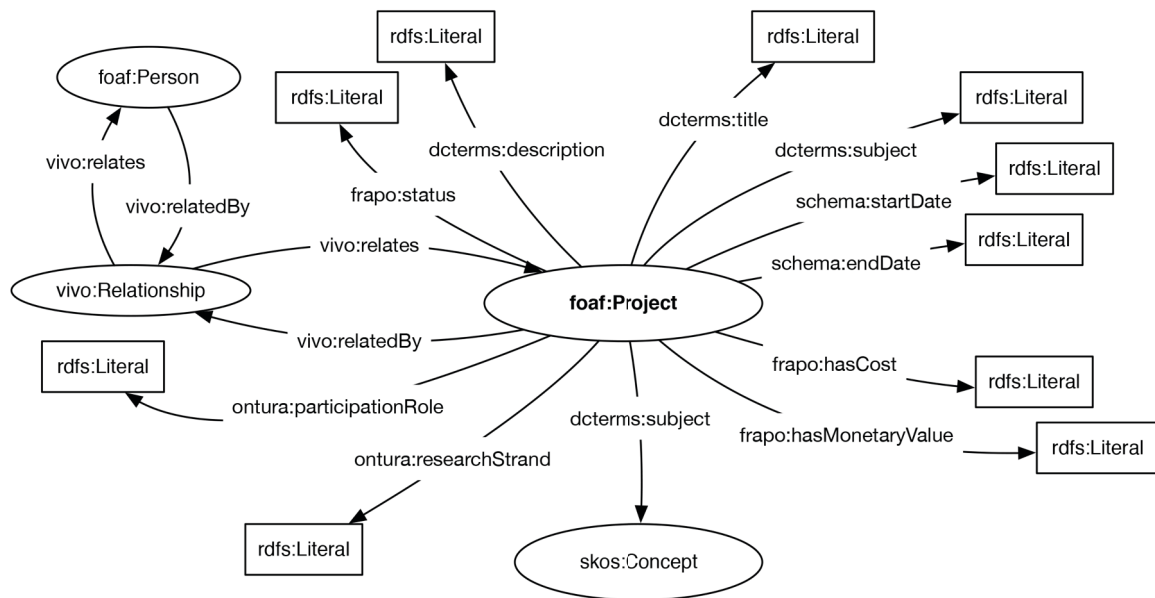 rdfs:Literal
rdfs:Literal
foaf:Person
rdfs:Literal
rdfs:Literal
dcterms:title
dcterms:description
dcterms:subject
vivo:relates
rdfs:Literal
frapo:status
schema:startDate
vivo:relatedBy
vivo:relates
rdfs:Literal
schema:endDate
vivo:Relationship
foaf:Project
vivo:relatedBy
rdfs:Literal
frapo:hasCost
rdfs:Literal
ontura:participationRole
dcterms:subject
frapo:hasMonetaryValue
rdfs:Literal
ontura:researchStrand
rdfs:Literal
skos:Concept